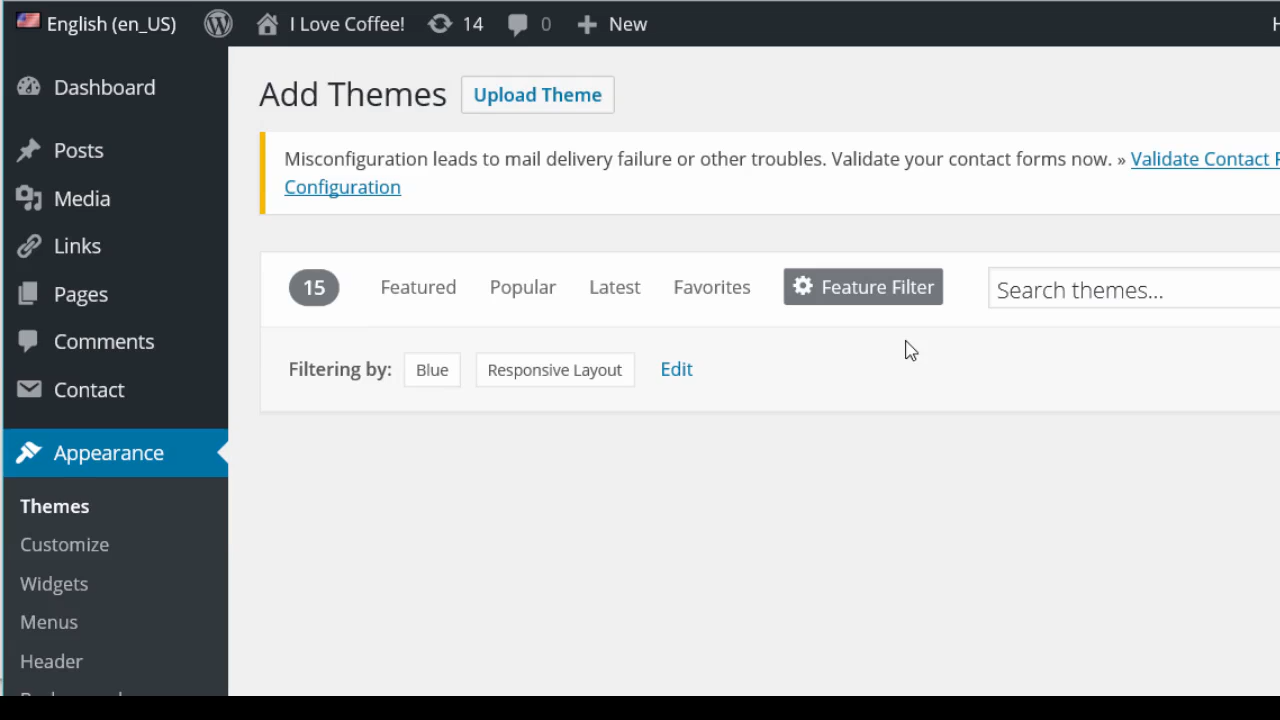 English (en_US) I Love Coffee! 14 0 New
Dashboard
Posts
Media
Links
Pages
Comments
Contact
Appearance
Themes
Customize
Widgets
Menus
Header
Add Themes Upload Theme
Misconfiguration leads to mail delivery failure or other troubles. Validate your contact forms now. » Validate Contact
Configuration
15 Featured Popular Latest Favorites Feature Filter Search themes...
Filtering by: Blue Responsive Layout Edit